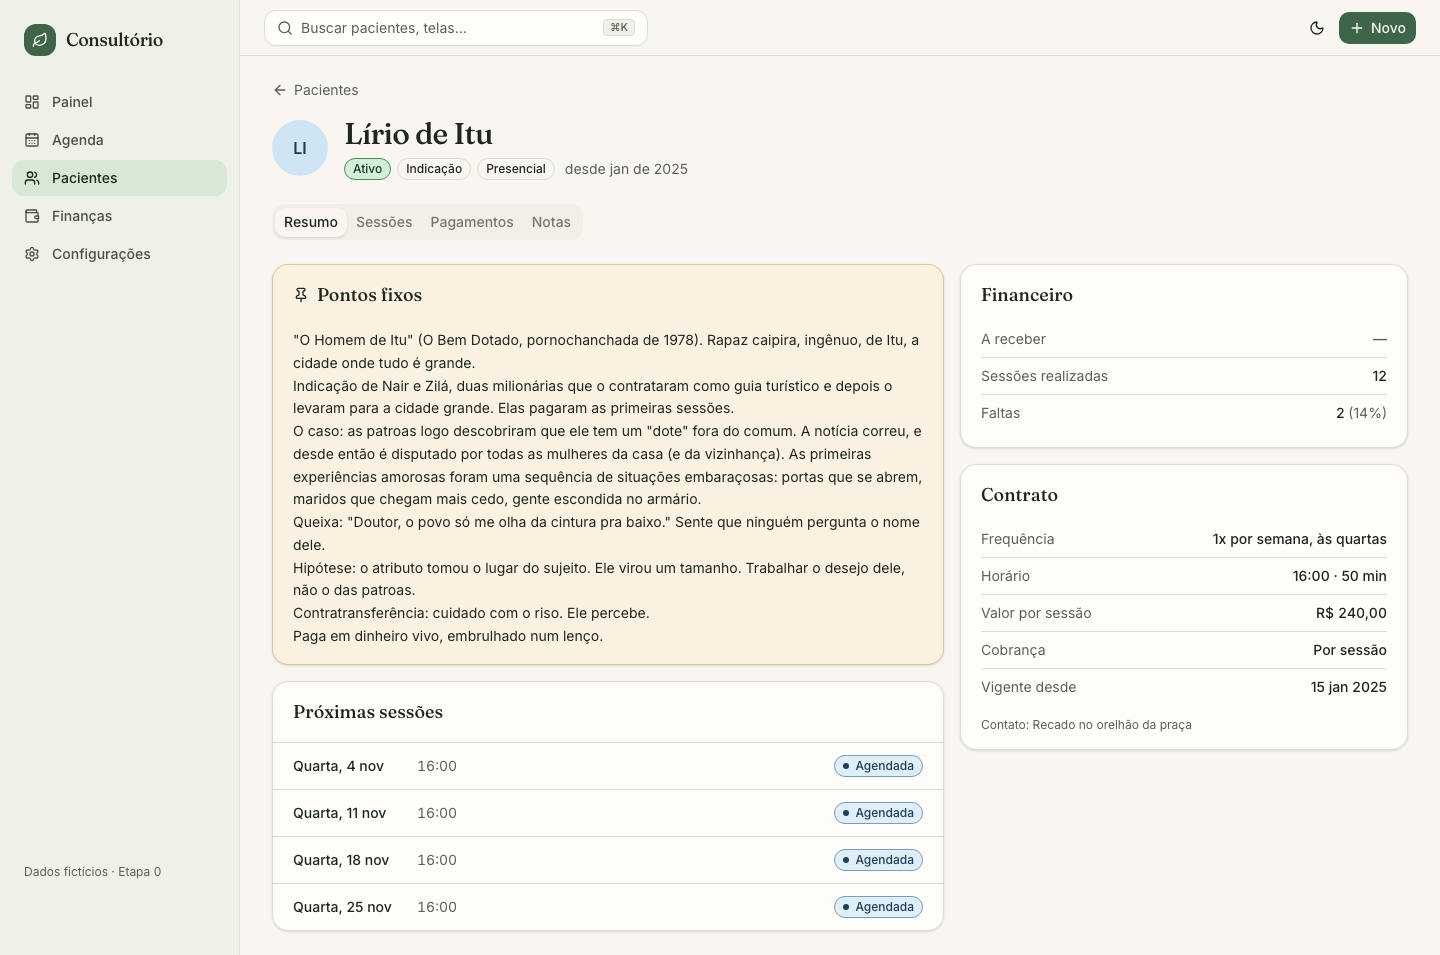 Consultório
Painel
Agenda
Pacientes
Finanças
Configurações
Dados fictícios · Etapa 0
Buscar pacientes, telas...
⌘K
Novo
Pacientes
LI
Lírio de Itu
Ativo
Indicação
Presencial
desde jan de 2025
Resumo
Sessões
Pagamentos
Notas
Pontos fixos
"O Homem de Itu" (O Bem Dotado, pornochanchada de 1978). Rapaz caipira, ingênuo, de Itu, a
cidade onde tudo é grande.
Indicação de Nair e Zilá, duas milionárias que o contrataram como guia turístico e depois o
levaram para a cidade grande. Elas pagaram as primeiras sessões.
O caso: as patroas logo descobriram que ele tem um "dote" fora do comum. A notícia correu, e
desde então é disputado por todas as mulheres da casa (e da vizinhança). As primeiras
experiências amorosas foram uma sequência de situações embaraçosas: portas que se abrem,
maridos que chegam mais cedo, gente escondida no armário.
Queixa: "Doutor, o povo só me olha da cintura pra baixo." Sente que ninguém pergunta o nome
dele.
Hipótese: o atributo tomou o lugar do sujeito. Ele virou um tamanho. Trabalhar o desejo dele,
não o das patroas.
Contratransferência: cuidado com o riso. Ele percebe.
Paga em dinheiro vivo, embrulhado num lenço.
Próximas sessões
Quarta, 4 nov 16:00 Agendada
Quarta, 11 nov 16:00 Agendada
Quarta, 18 nov 16:00 Agendada
Quarta, 25 nov 16:00 Agendada
Financeiro
A receber —
Sessões realizadas 12
Faltas 2 (14%)
Contrato
Frequência 1x por semana, às quartas
Horário 16:00 · 50 min
Valor por sessão R$ 240,00
Cobrança Por sessão
Vigente desde 15 jan 2025
Contato: Recado no orelhão da praça